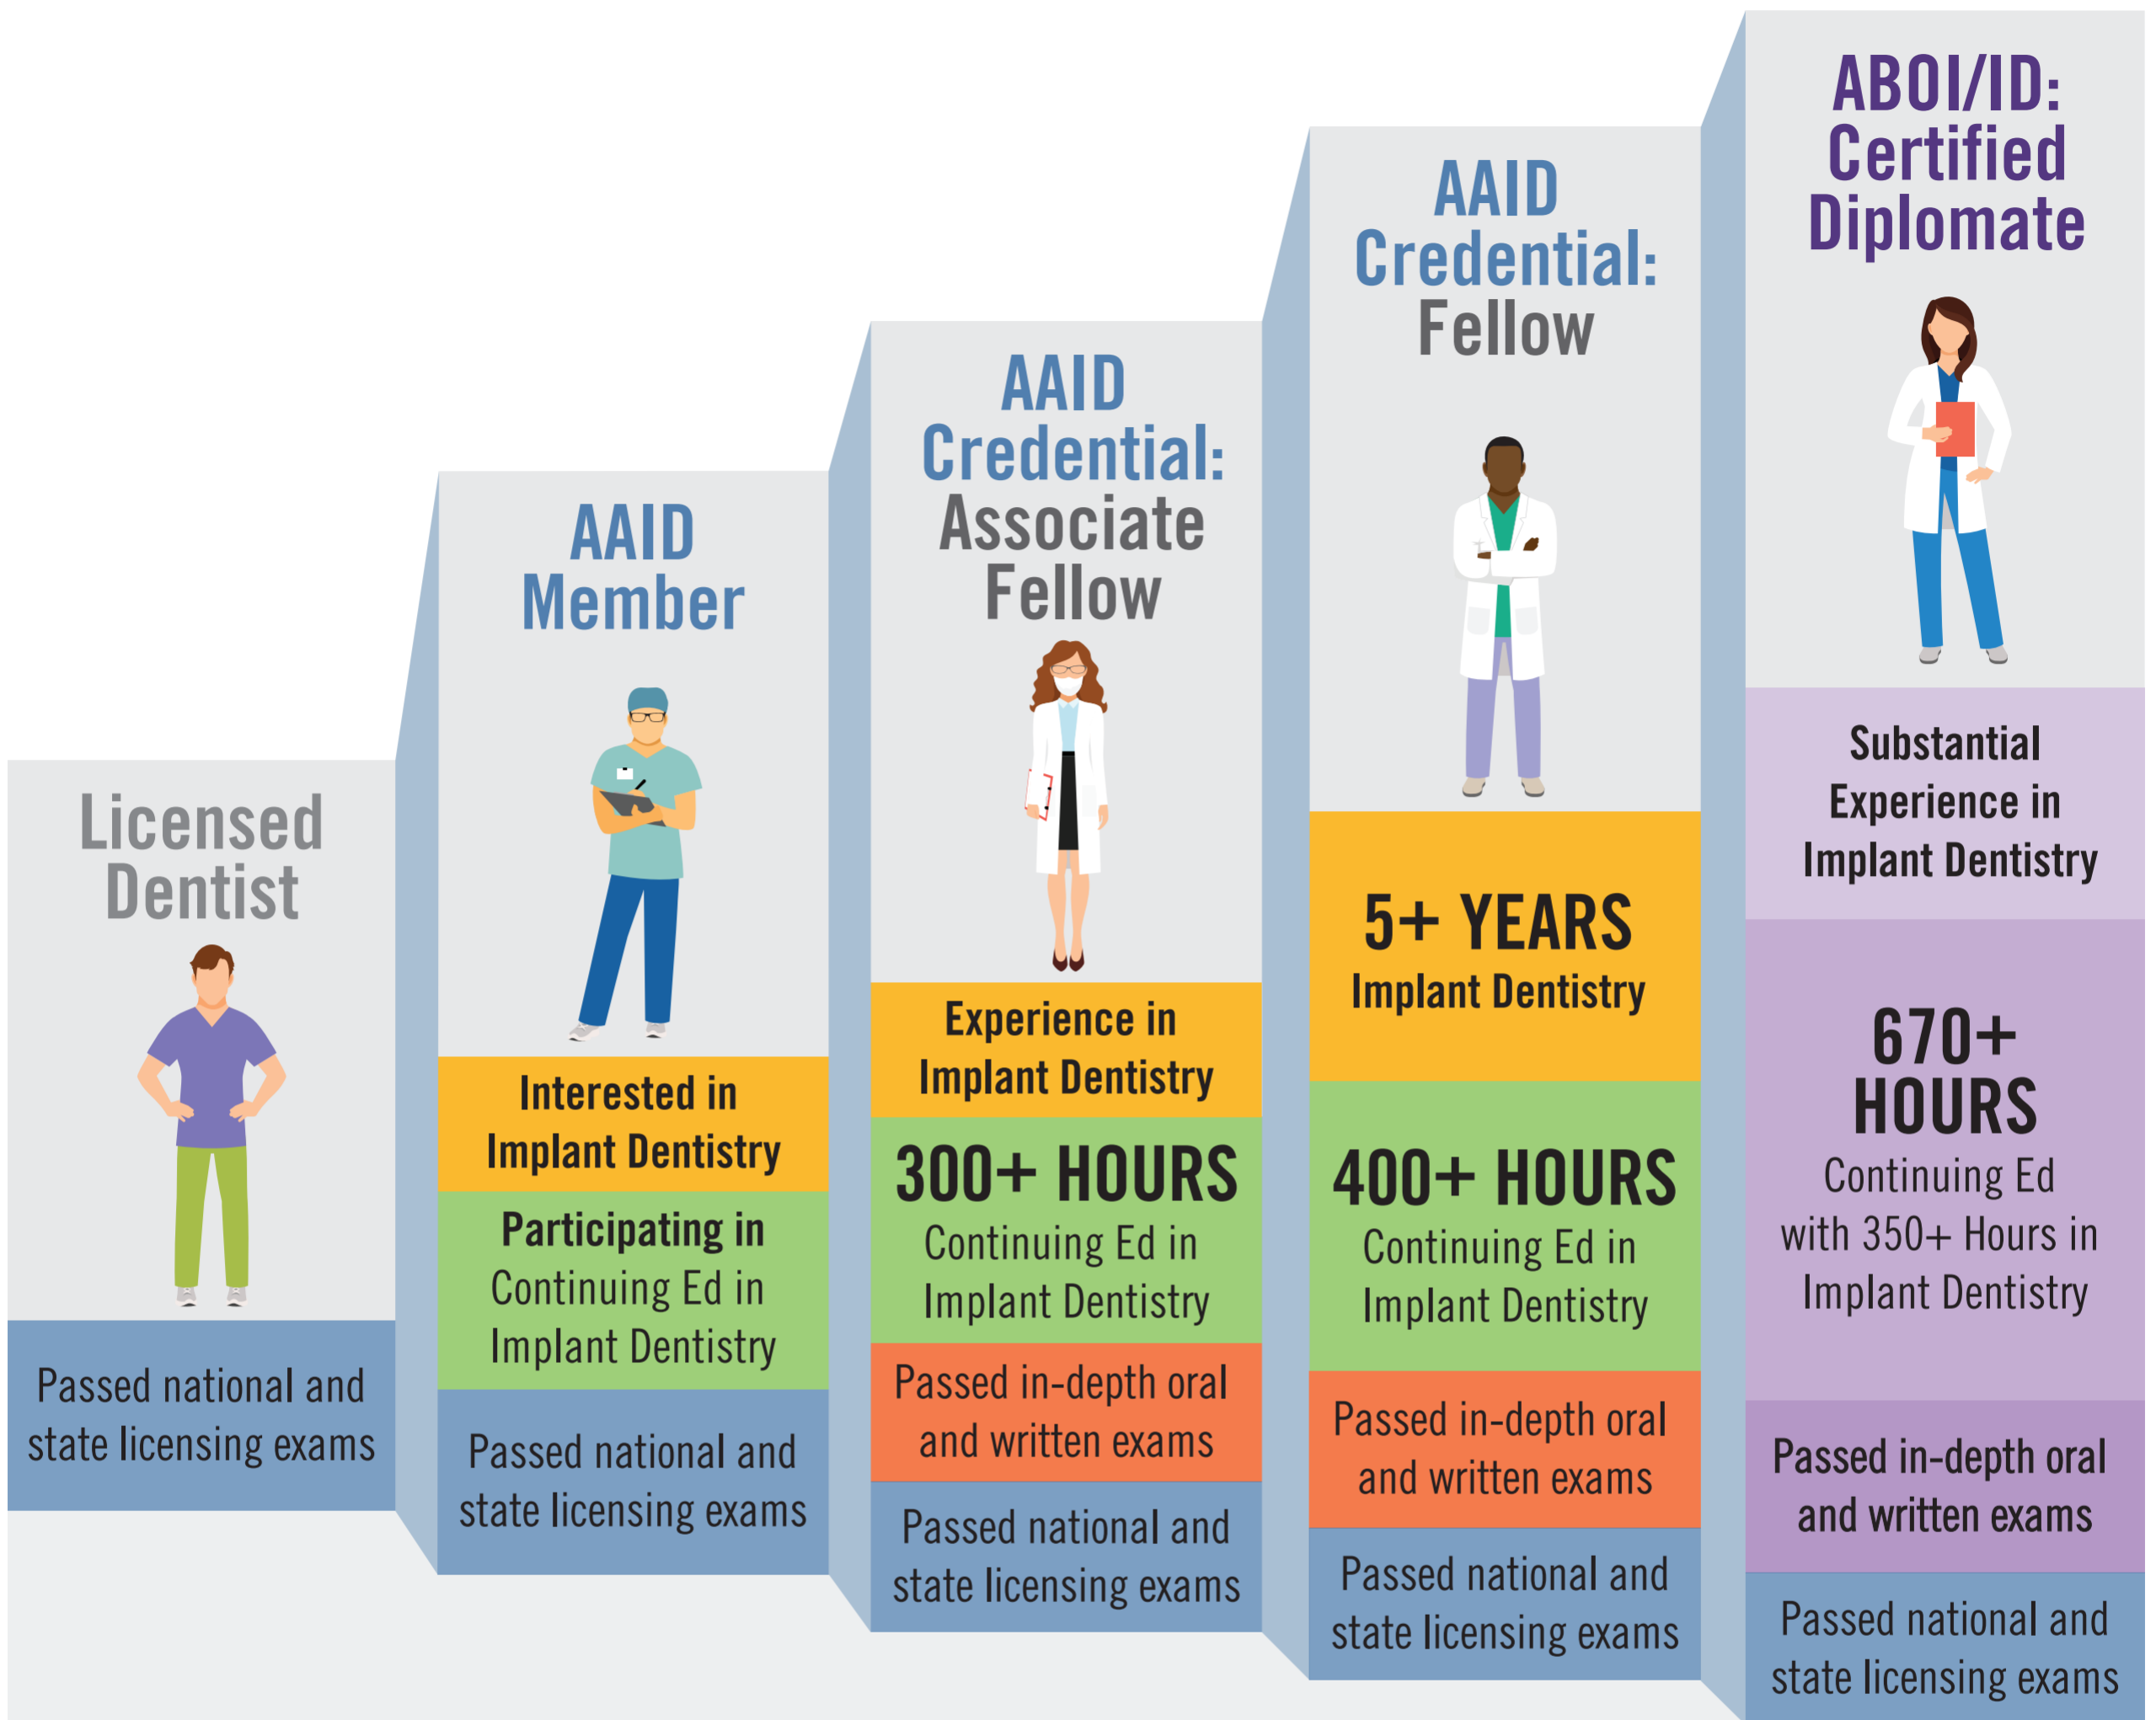 Licensed
Dentist
Passed national and
state licensing exams
AAID
Member
Interested in
Implant Dentistry
Participating in
Continuing Ed in
Implant Dentistry
Passed national and
state licensing exams
AAID
Credential:
Associate
Fellow
Experience in
Implant Dentistry
300+ HOURS
Continuing Ed in
Implant Dentistry
Passed in-depth oral
and written exams
Passed national and
state licensing exams
AAID
Credential:
Fellow
5+ YEARS
Implant Dentistry
400+ HOURS
Continuing Ed in
Implant Dentistry
Passed in-depth oral
and written exams
Passed national and
state licensing exams
ABOI/ID:
Certified
Diplomate
Substantial
Experience in
Implant Dentistry
670+
HOURS
Continuing Ed
with 350+ Hours in
Implant Dentistry
Passed in-depth oral
and written exams
Passed national and
state licensing exams